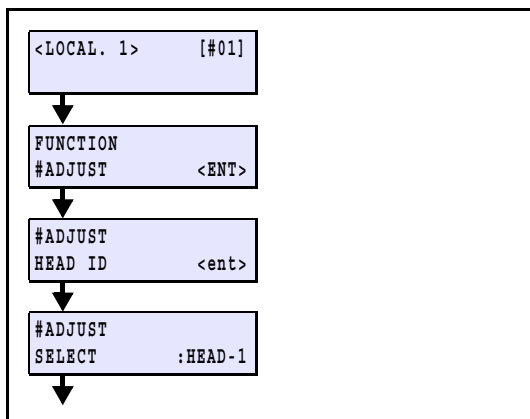 <LOCAL. 1> [#01]
FUNCTION
#ADJUST <ENT>
#ADJUST
HEAD ID <ent>
#ADJUST
SELECT :HEAD-1